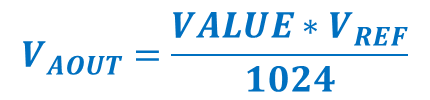 V_AOUT = VALUE * V_REF / 1024